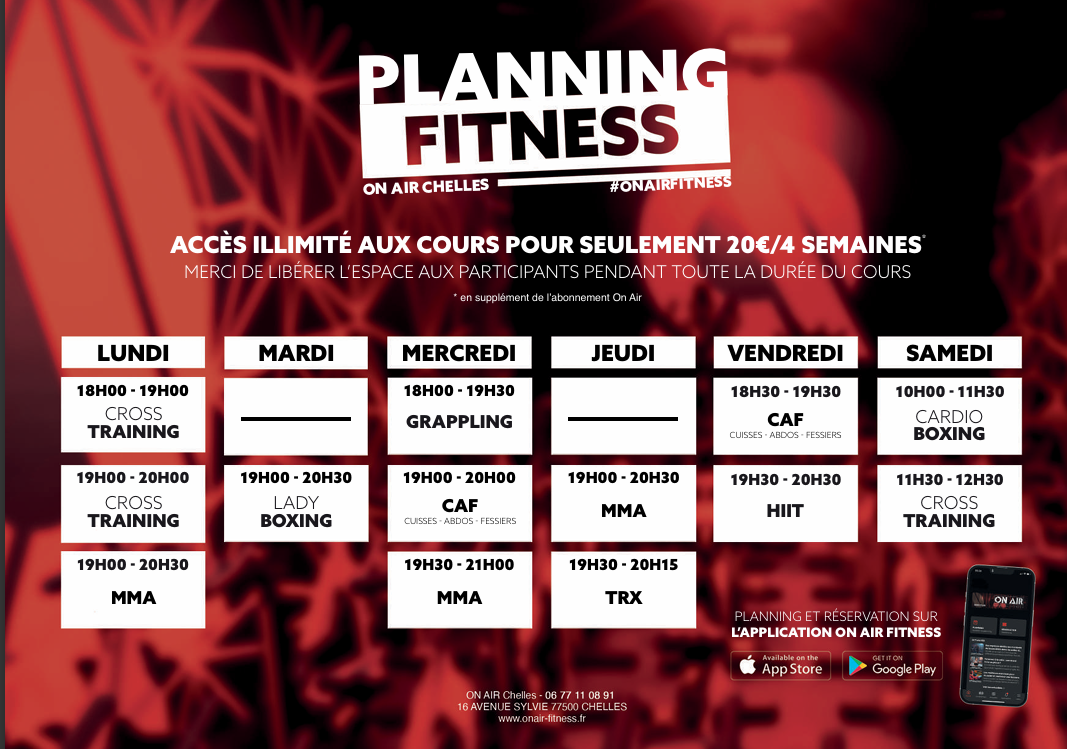 PLANNING
FITNESS
ON AIR CHELLES
#ONAIRFITNESS
ACCÈS ILLIMITÉ AUX COURS POUR SEULEMENT 20€/4 SEMAINES*
MERCI DE LIBÉRER L'ESPACE AUX PARTICIPANTS PENDANT TOUTE LA DURÉE DU COURS
* en supplément de l'abonnement On Air
LUNDI
18H00 - 19H00
CROSS
TRAINING
19H00 - 20H00
CROSS
TRAINING
19H00 - 20H30
MMA
MARDI
19H00 - 20H30
LADY
BOXING
MERCREDI
18H00 - 19H30
GRAPPLING
19H00 - 20H00
CAF
CUISSES - ABDOS - FESSIERS
19H30 - 21H00
MMA
JEUDI
19H00 - 20H30
MMA
19H30 - 20H15
TRX
VENDREDI
18H30 - 19H30
CAF
CUISSES - ABDOS - FESSIERS
19H30 - 20H30
HIIT
SAMEDI
10H00 - 11H30
CARDIO
BOXING
11H30 - 12H30
CROSS
TRAINING
PLANNING ET RÉSERVATION SUR
L'APPLICATION ON AIR FITNESS
Available on the
App Store
GET IT ON
Google Play
ON AIR
ON AIR Chelles - 06 77 11 08 91
16 AVENUE SYLVIE 77500 CHELLES
www.onair-fitness.fr